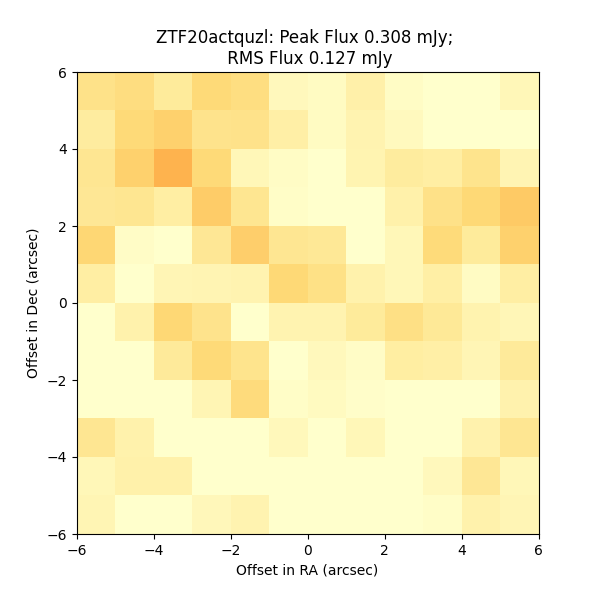 ZTF20actquzl: Peak Flux 0.308 mJy;
RMS Flux 0.127 mJy
6
4
2
0
−2
−4
−6
Offset in Dec (arcsec)
−6 −4 −2 0 2 4 6
Offset in RA (arcsec)